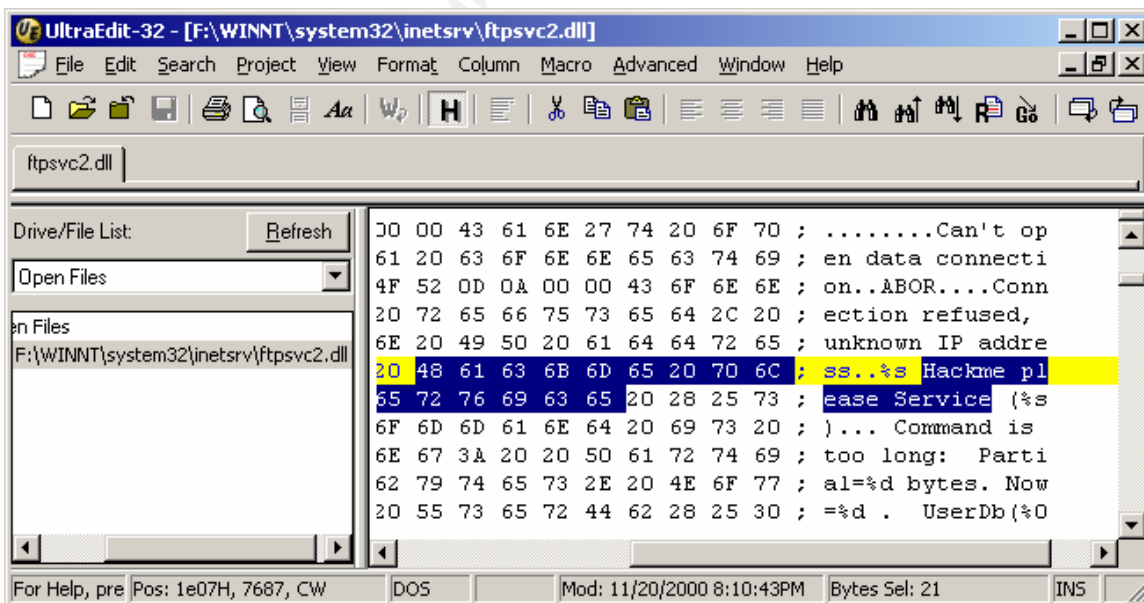 UltraEdit-32 - [F:\WINNT\system32\inetsrv\ftpsvc2.dll]
File Edit Search Project View Format Column Macro Advanced Window Help
ftpsvc2.dll
Drive/File List: Refresh
Open Files
en Files
F:\WINNT\system32\inetsrv\ftpsvc2.dll
00 00 43 61 6E 27 74 20 6F 70 ; ........Can't op
61 20 63 6F 6E 6E 65 63 74 69 ; en data connecti
4F 52 0D 0A 00 00 43 6F 6E 6E ; on..ABOR....Conn
20 72 65 66 75 73 65 64 2C 20 ; ection refused,
6E 20 49 50 20 61 64 64 72 65 ; unknown IP addre
20 48 61 63 6B 6D 65 20 70 6C ; ss..%s Hackme pl
65 72 76 69 63 65 20 28 25 73 ; ease Service (%s
6F 6D 6D 61 6E 64 20 69 73 20 ; )... Command is
6E 67 3A 20 20 50 61 72 74 69 ; too long:  Parti
62 79 74 65 73 2E 20 4E 6F 77 ; al=%d bytes. Now
20 55 73 65 72 44 62 28 25 30 ; =%d .  UserDb(%0
For Help, pre Pos: 1e07H, 7687, CW DOS Mod: 11/20/2000 8:10:43PM Bytes Sel: 21 INS